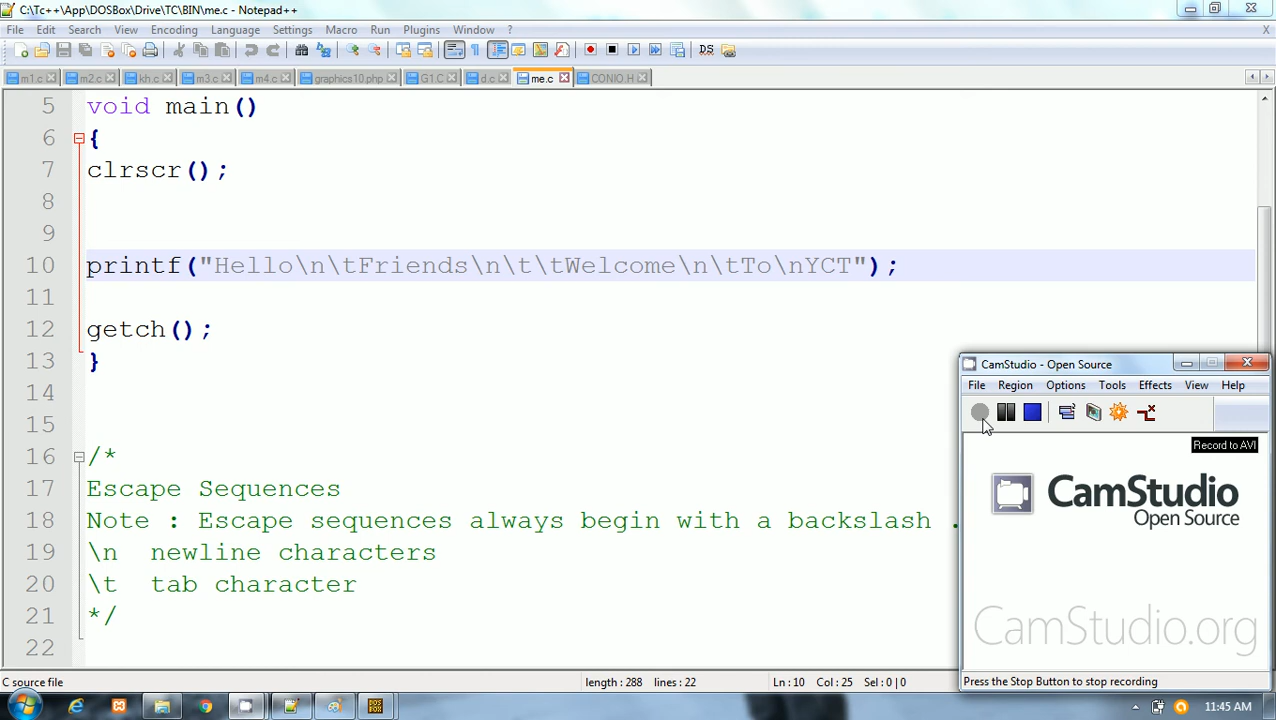 C:\Tc++\App\DOSBox\Drive\TC\BIN\me.c - Notepad++
File Edit Search View Encoding Language Settings Macro Run Plugins Window ?
X
DS
m1.c m2.c kh.c m3.c m4.c graphics10.php G1.C d.c me.c CONIO.H
5 void main()
6 {
7 clrscr();
8
9
10 printf("Hello\n\tFriends\n\t\tWelcome\n\tTo\nYCT");
11
12 getch();
13 }
14
15
16 /*
17 Escape Sequences
18 Note : Escape sequences always begin with a backslash .
19 \n newline characters
20 \t tab character
21 */
22
CamStudio - Open Source
File Region Options Tools Effects View Help
Record to AVI
CamStudio
Open Source
CamStudio.org
Press the Stop Button to stop recording
C source file length : 288 lines : 22 Ln : 10 Col : 25 Sel : 0 | 0
DOS
BOX
11:45 AM